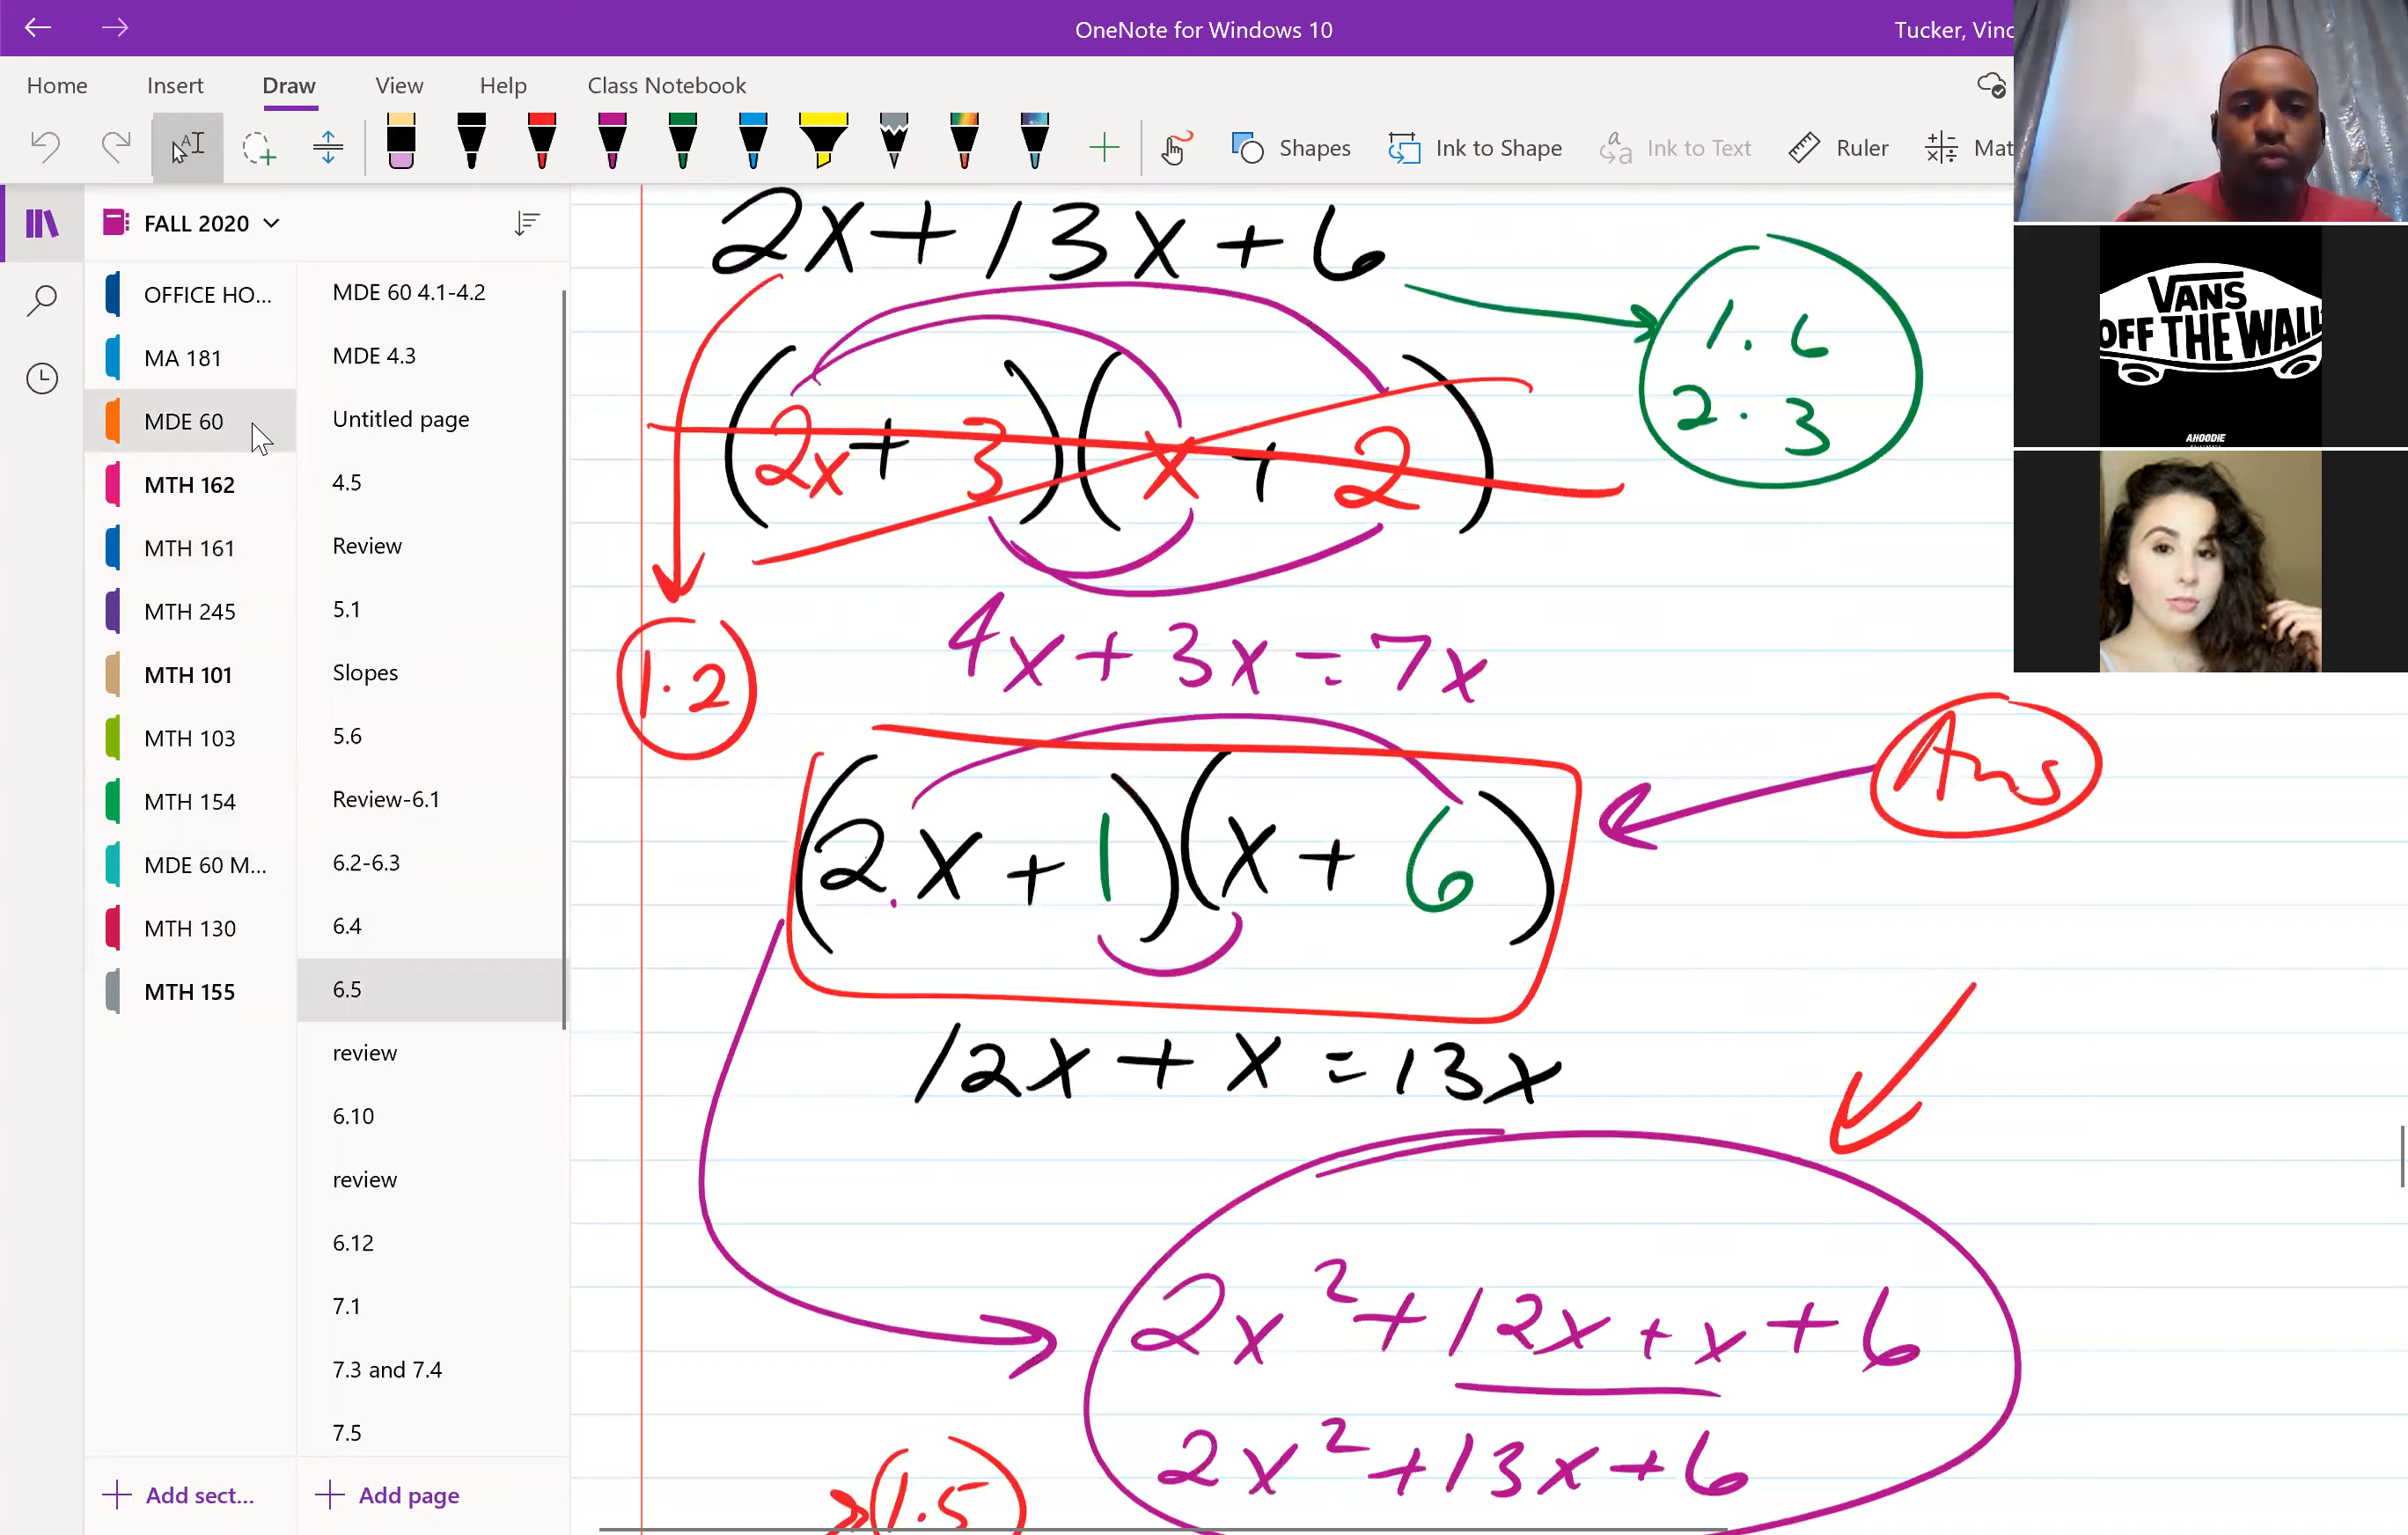 OneNote for Windows 10
Tucker, Vinc
Home Insert Draw View Help Class Notebook
Shapes Ink to Shape Ink to Text Ruler Mat
FALL 2020
OFFICE HO...
MA 181
MDE 60
MTH 162
MTH 161
MTH 245
MTH 101
MTH 103
MTH 154
MDE 60 M...
MTH 130
MTH 155
Add sect...
MDE 60 4.1-4.2
MDE 4.3
Untitled page
4.5
Review
5.1
Slopes
5.6
Review-6.1
6.2-6.3
6.4
6.5
review
6.10
review
6.12
7.1
7.3 and 7.4
7.5
Add page
2x+13x+6
1.6
2.3
(2x+3)(x+2)
1.2
4x+3x=7x
(2x+1)(x+6)
Ans
12x+x=13x
2x²+12x+x+6
2x²+13x+6
(1.5)
VANS
OFF THE WALL
AHOODIE